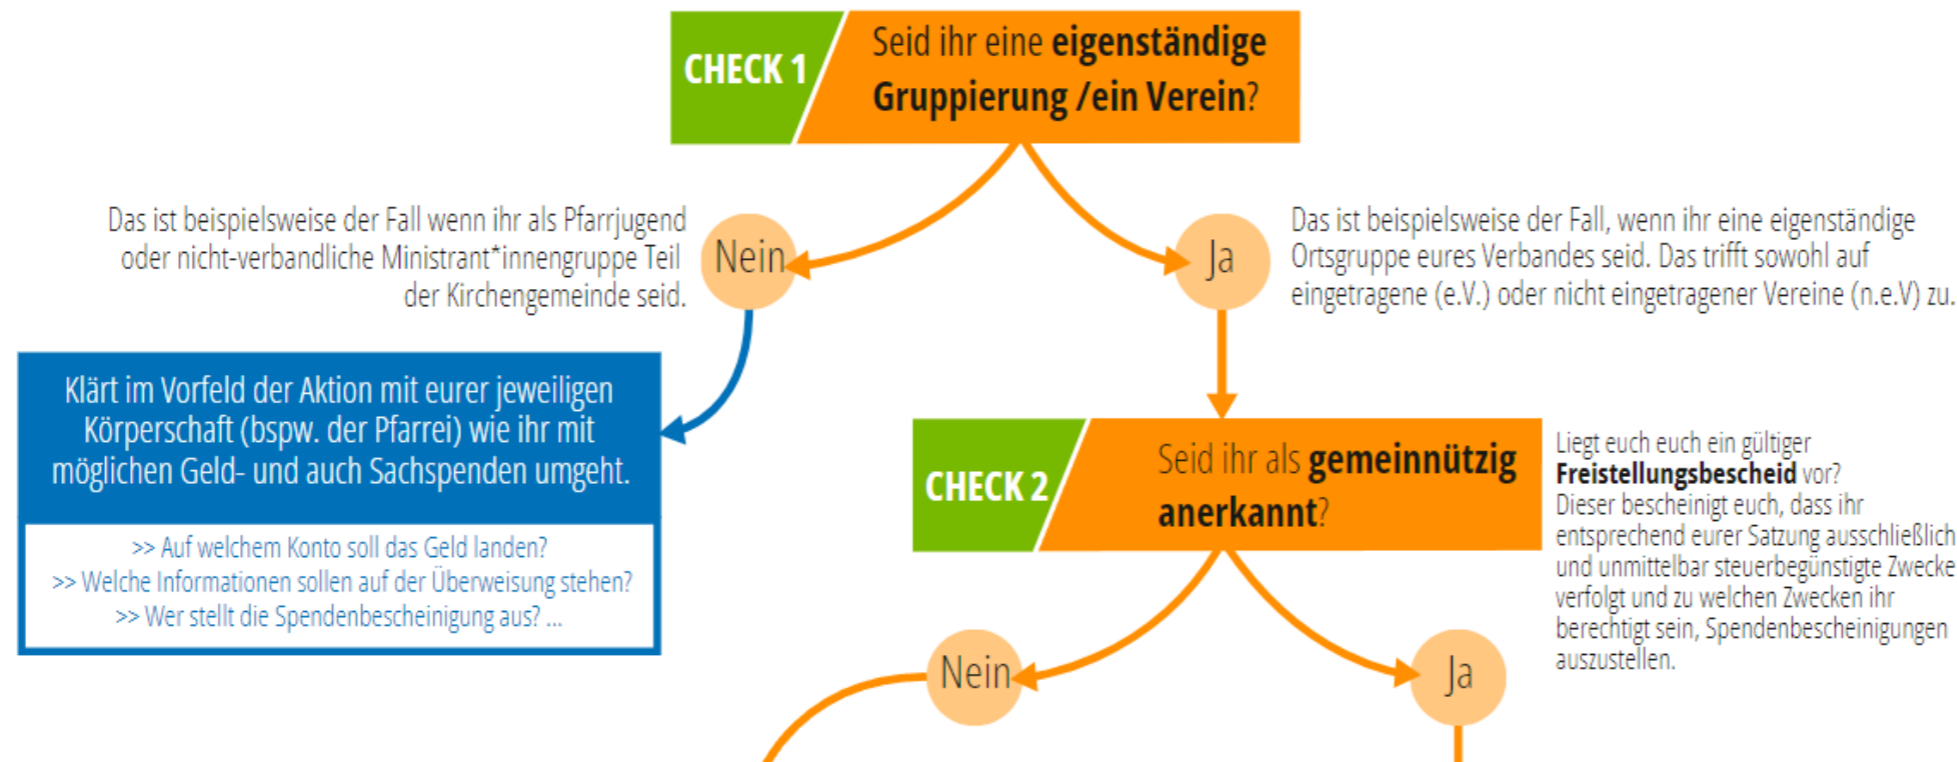 CHECK 1
Seid ihr eine eigenständige
Gruppierung /ein Verein?
Das ist beispielsweise der Fall wenn ihr als Pfarrjugend
oder nicht-verbandliche Ministrant*innengruppe Teil
der Kirchengemeinde seid.
Nein
Ja
Das ist beispielsweise der Fall, wenn ihr eine eigenständige
Ortsgruppe eures Verbandes seid. Das trifft sowohl auf
eingetragene (e.V.) oder nicht eingetragener Vereine (n.e.V) zu.
Klärt im Vorfeld der Aktion mit eurer jeweiligen
Körperschaft (bspw. der Pfarrei) wie ihr mit
möglichen Geld- und auch Sachspenden umgeht.
>> Auf welchem Konto soll das Geld landen?
>> Welche Informationen sollen auf der Überweisung stehen?
>> Wer stellt die Spendenbescheinigung aus? ...
CHECK 2
Seid ihr als gemeinnützig
anerkannt?
Liegt euch euch ein gültiger
Freistellungsbescheid vor?
Dieser bescheinigt euch, dass ihr
entsprechend eurer Satzung ausschließlich
und unmittelbar steuerbegünstigte Zwecke
verfolgt und zu welchen Zwecken ihr
berechtigt sein, Spendenbescheinigungen
auszustellen.
Nein
Ja